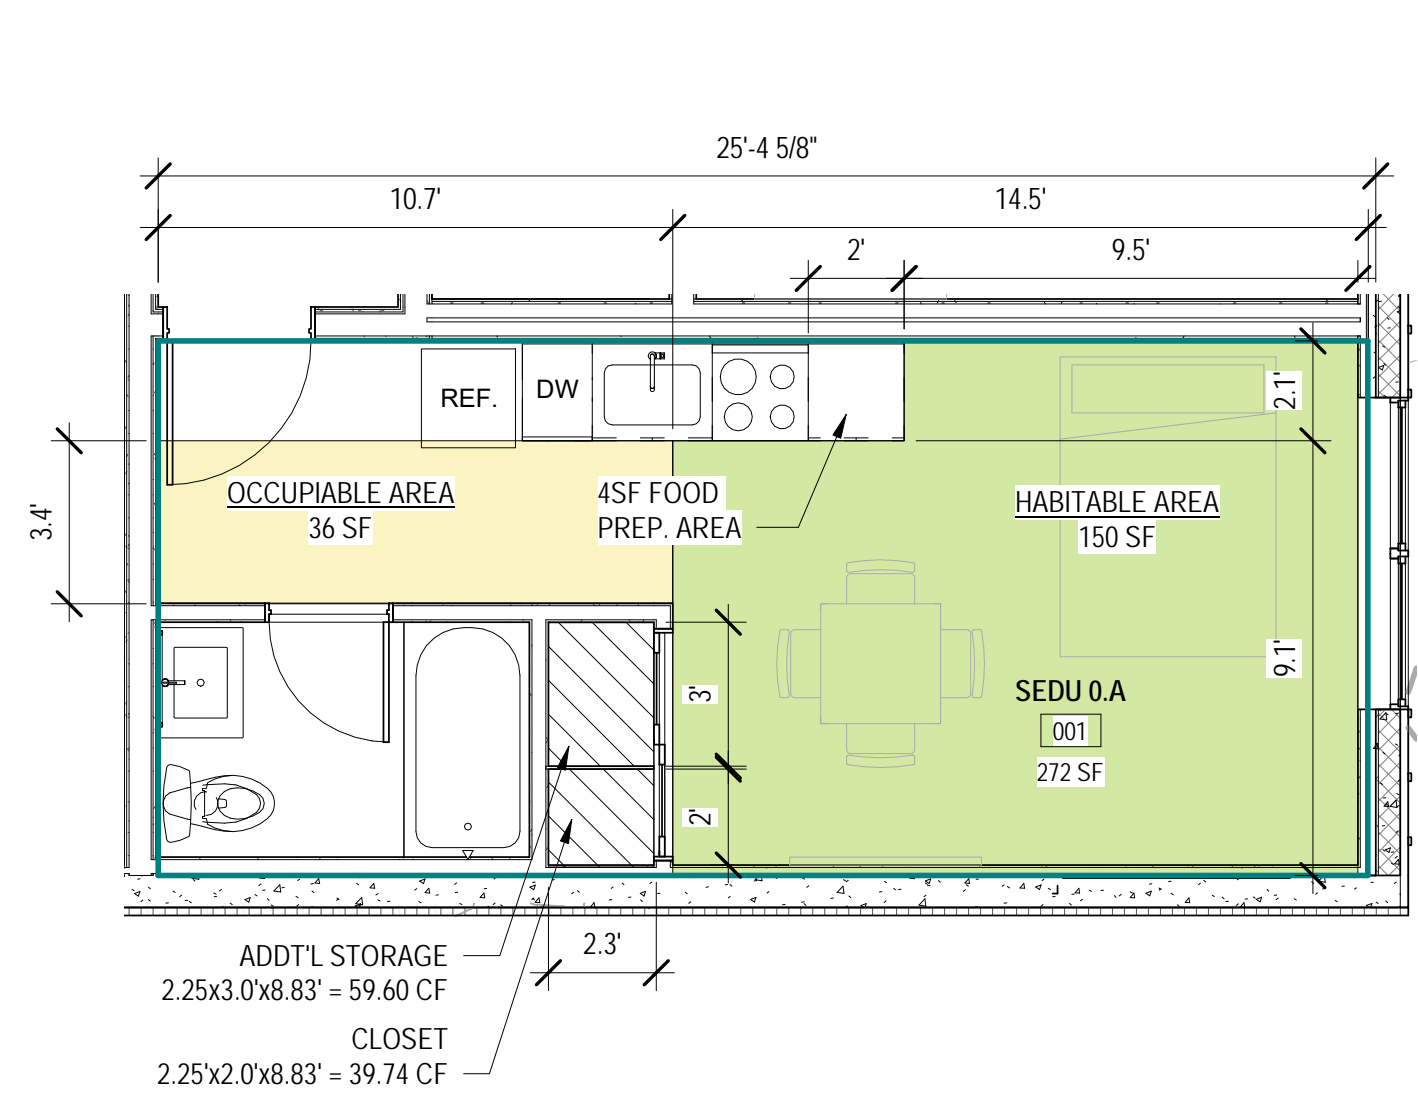 25'-4 5/8"
10.7'
14.5'
2'
9.5'
2.1'
REF.
DW
3.4'
OCCUPIABLE AREA
36 SF
4SF FOOD
PREP. AREA
HABITABLE AREA
150 SF
9.1'
3'
SEDU 0.A
001
272 SF
2'
2.3'
ADDT'L STORAGE
2.25x3.0'x8.83' = 59.60 CF
CLOSET
2.25'x2.0'x8.83' = 39.74 CF